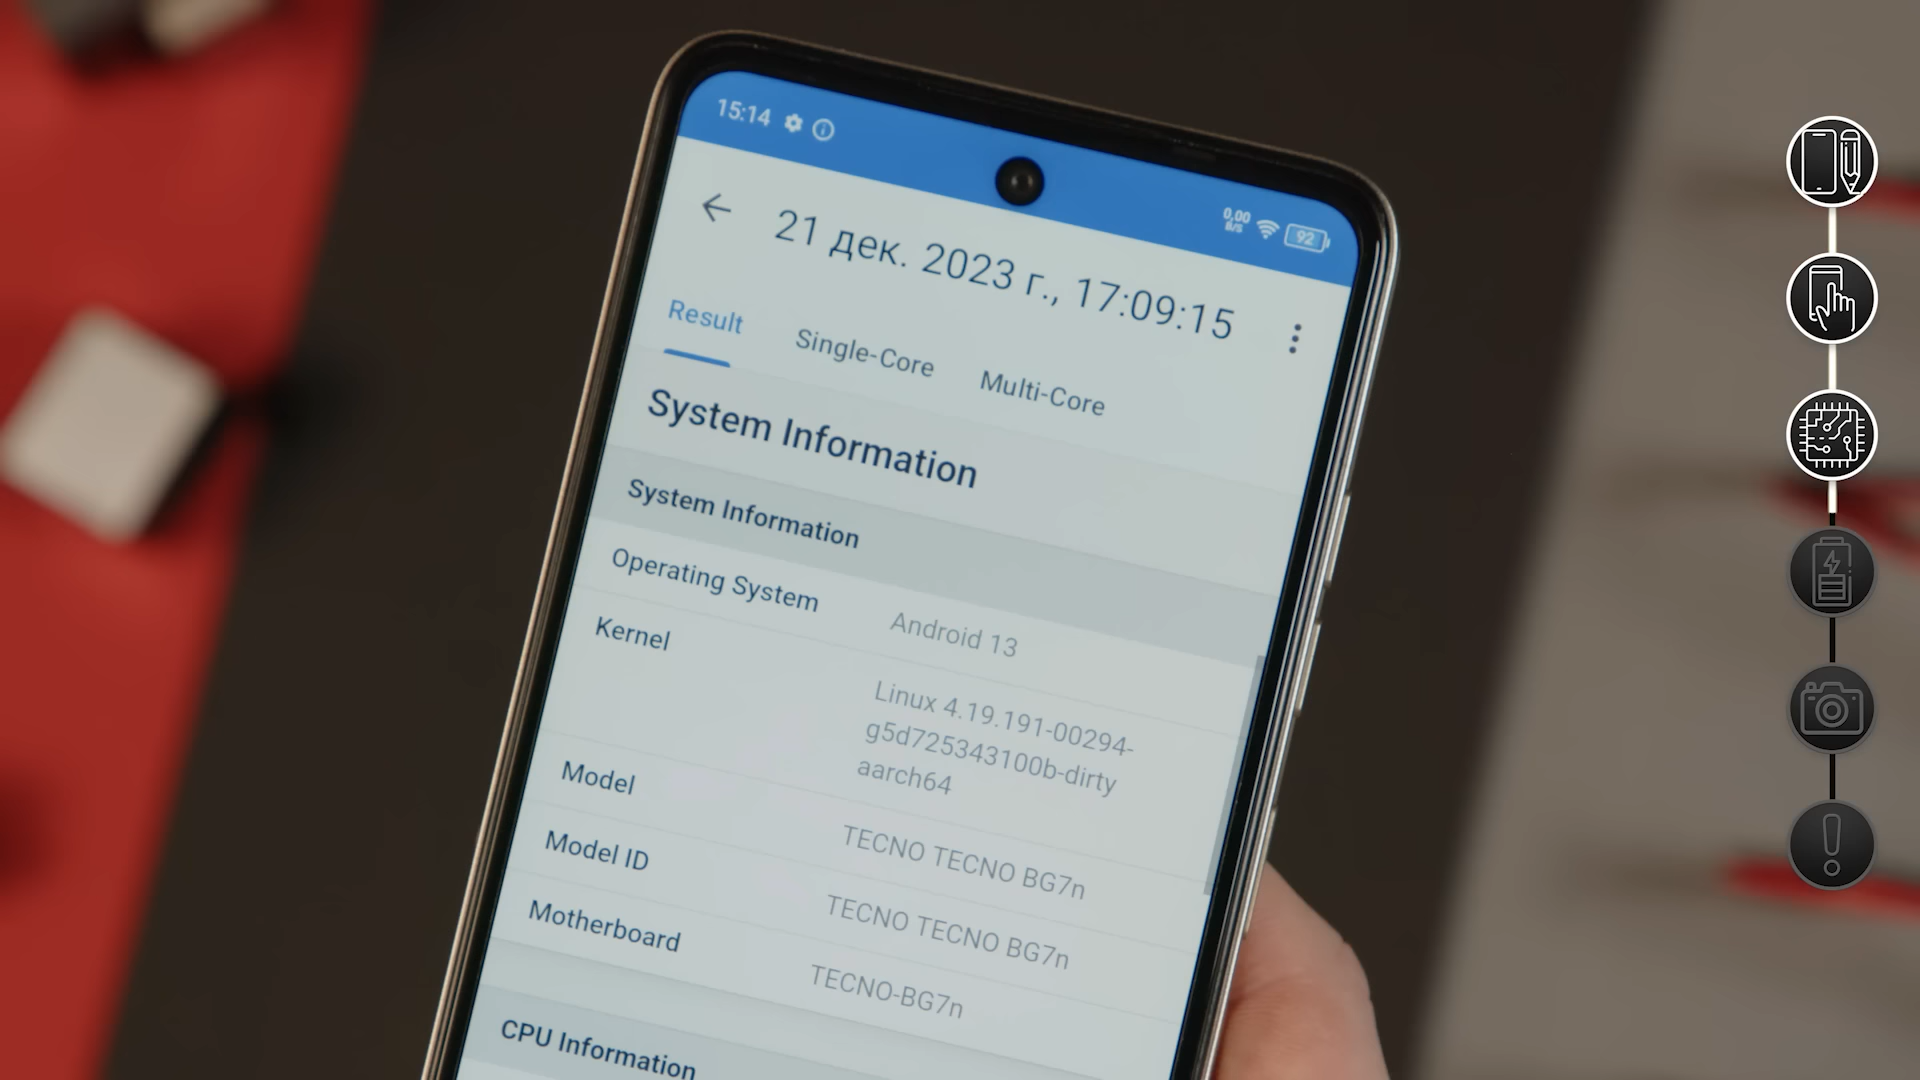 15:14
0,00
B/S
92
21 дек. 2023 г., 17:09:15
Result
Single-Core
Multi-Core
System Information
System Information
Operating System
Android 13
Kernel
Linux 4.19.191-00294-
g5d725343100b-dirty
aarch64
Model
TECNO TECNO BG7n
Model ID
TECNO TECNO BG7n
Motherboard
TECNO-BG7n
CPU Information